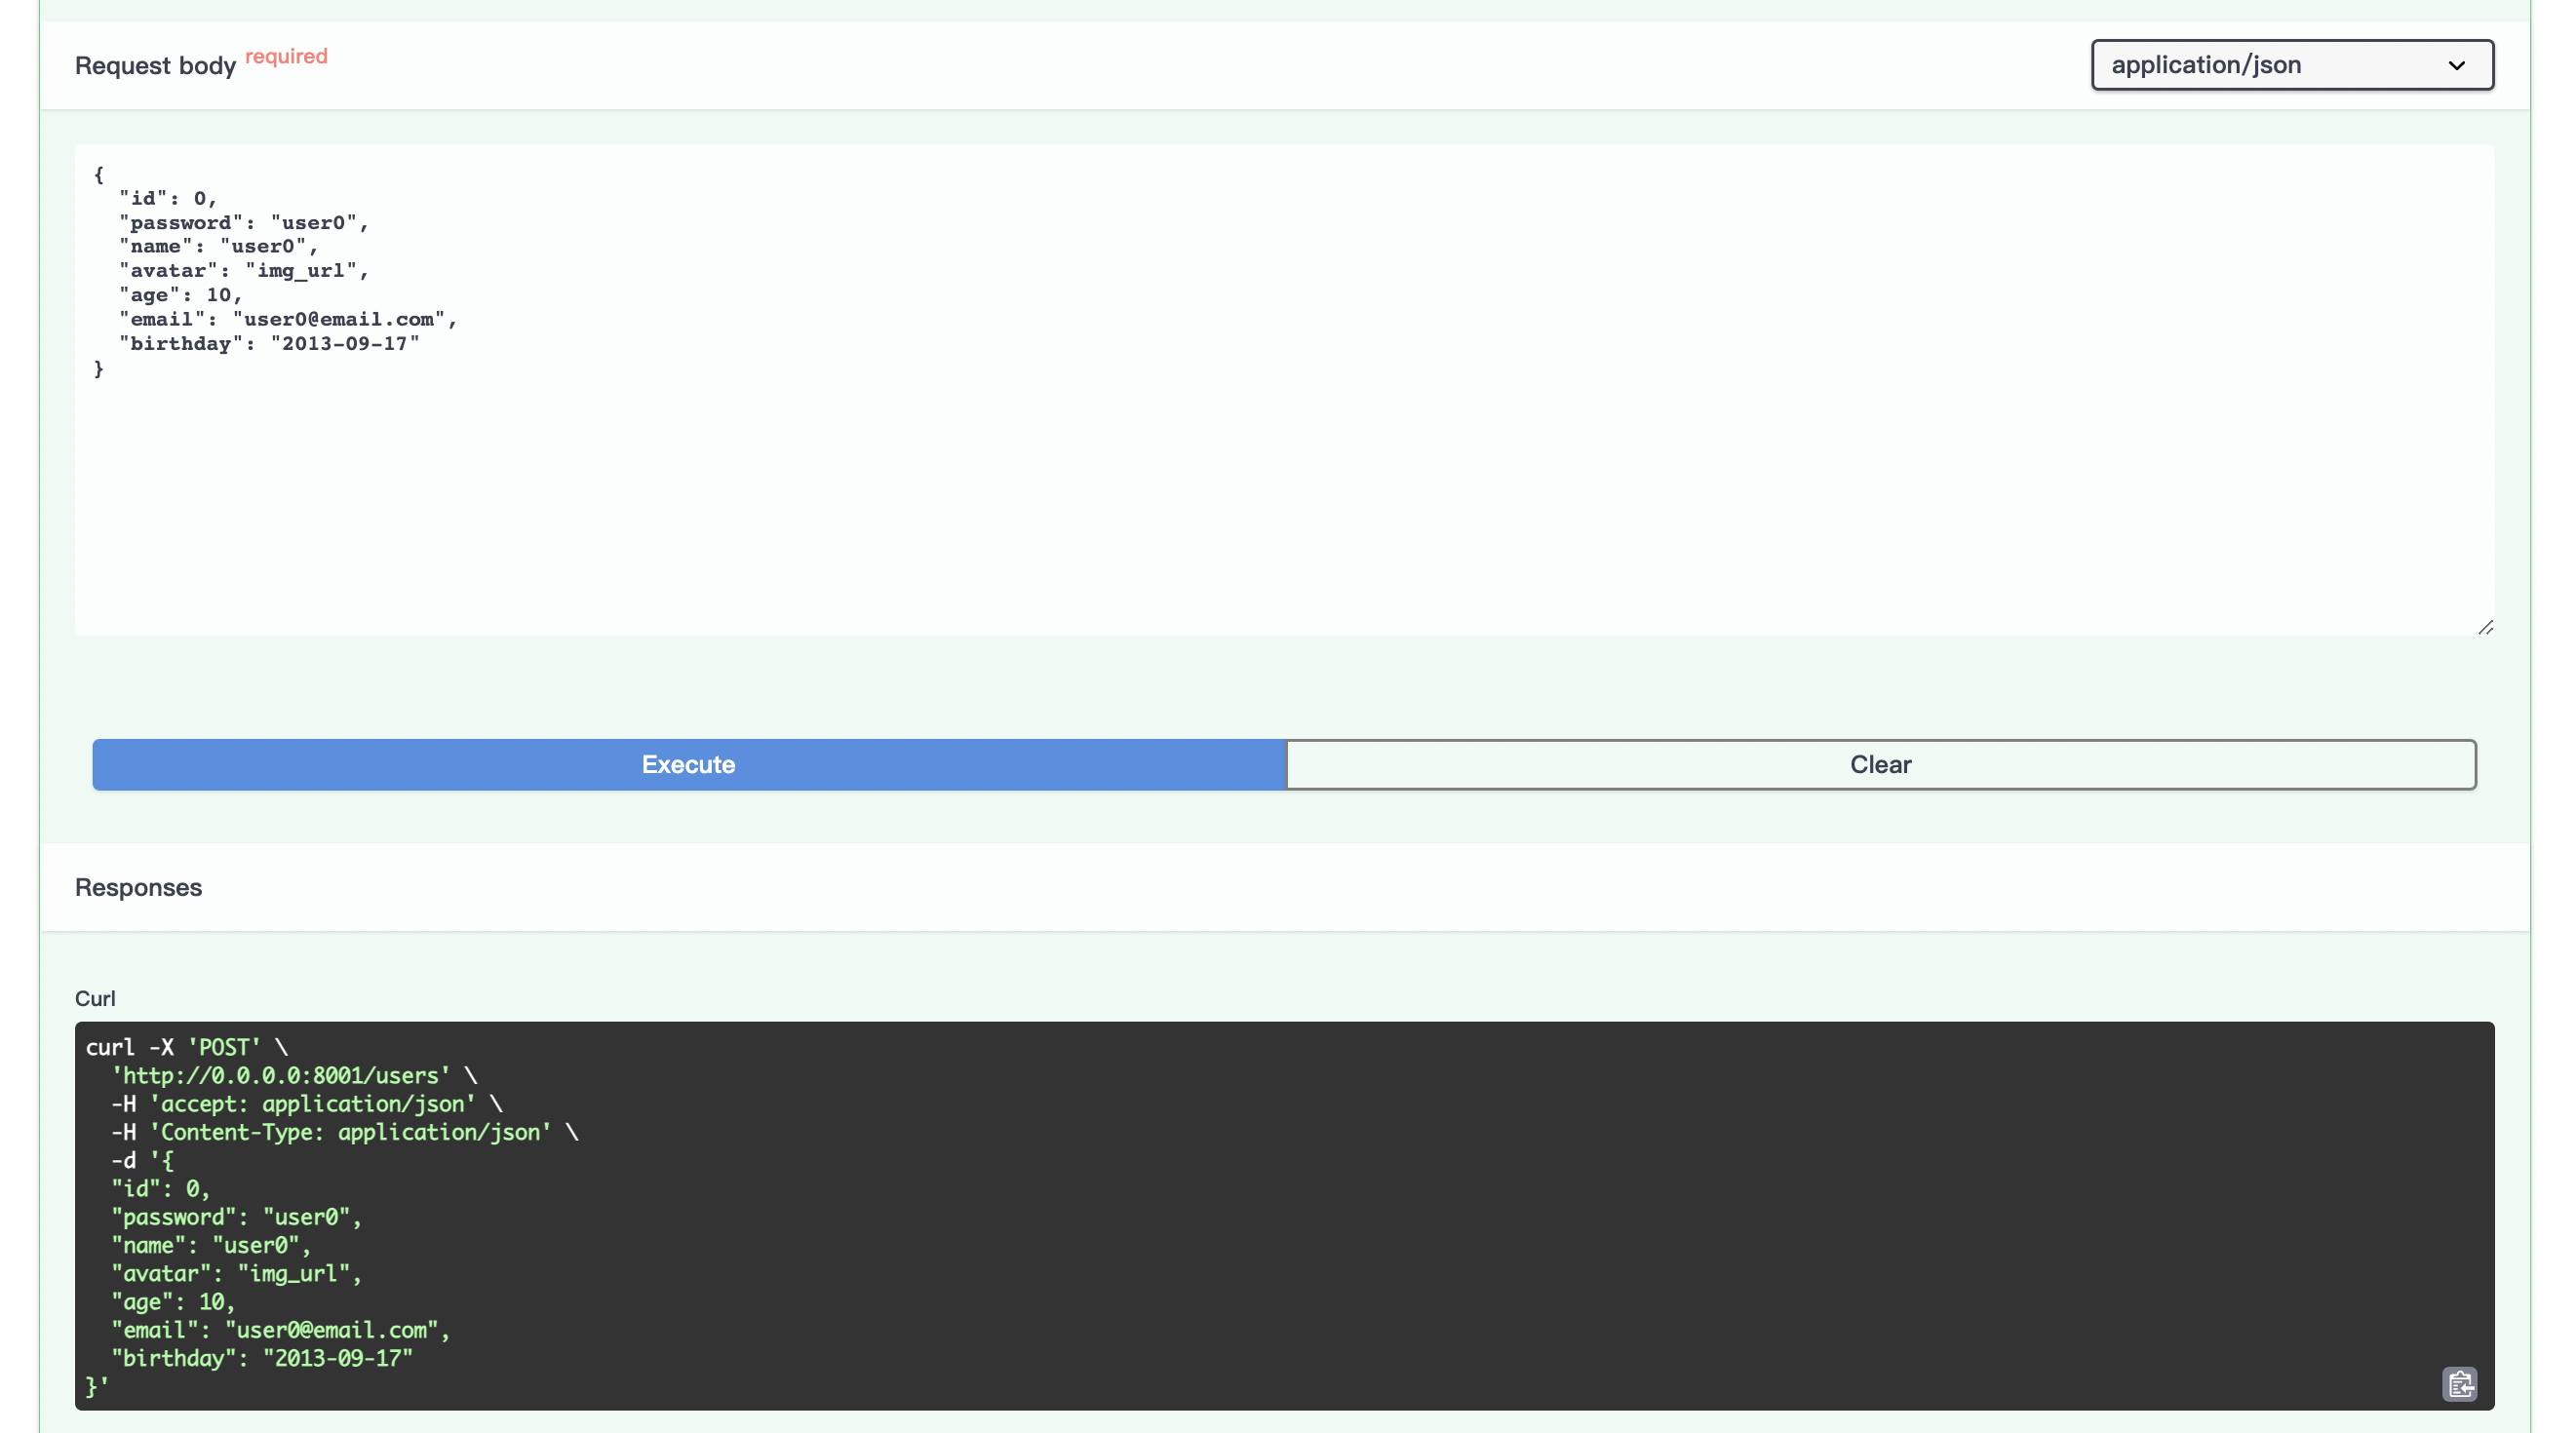 Request body required
application/json
{
  "id": 0,
  "password": "user0",
  "name": "user0",
  "avatar": "img_url",
  "age": 10,
  "email": "user0@email.com",
  "birthday": "2013-09-17"
}
Execute
Clear
Responses
Curl
curl -X 'POST' \
  'http://0.0.0.0:8001/users' \
  -H 'accept: application/json' \
  -H 'Content-Type: application/json' \
  -d '{
  "id": 0,
  "password": "user0",
  "name": "user0",
  "avatar": "img_url",
  "age": 10,
  "email": "user0@email.com",
  "birthday": "2013-09-17"
}'